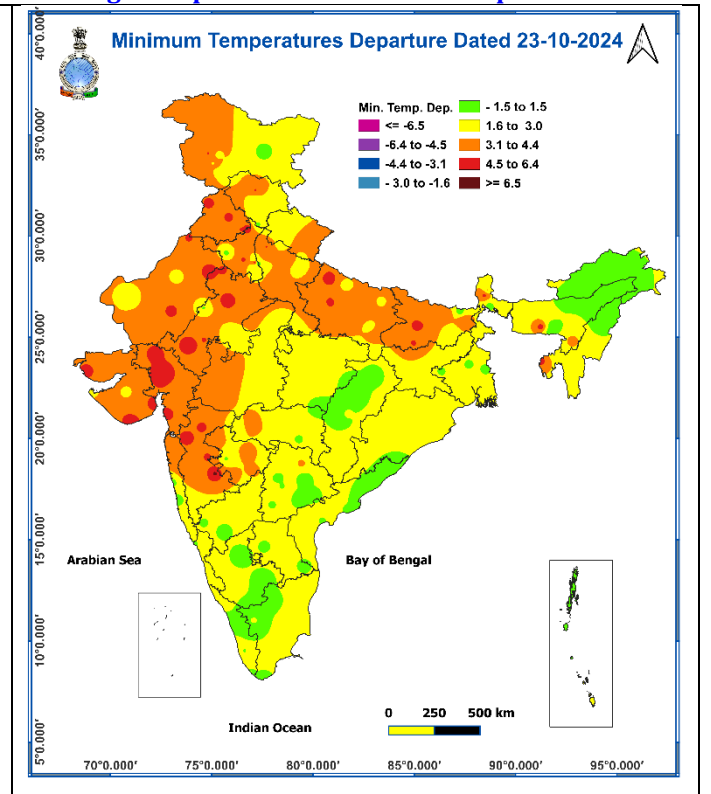 Minimum Temperatures Departure Dated 23-10-2024
Min. Temp. Dep.
<= -6.5
-6.4 to -4.5
-4.4 to -3.1
- 3.0 to -1.6
- 1.5 to 1.5
1.6 to 3.0
3.1 to 4.4
4.5 to 6.4
>= 6.5
40°0.000'
35°0.000'
30°0.000'
25°0.000'
20°0.000'
15°0.000'
10°0.000'
5°0.000'
Arabian Sea
Bay of Bengal
Indian Ocean
0 250 500 km
70°0.000' 75°0.000' 80°0.000' 85°0.000' 90°0.000' 95°0.000'